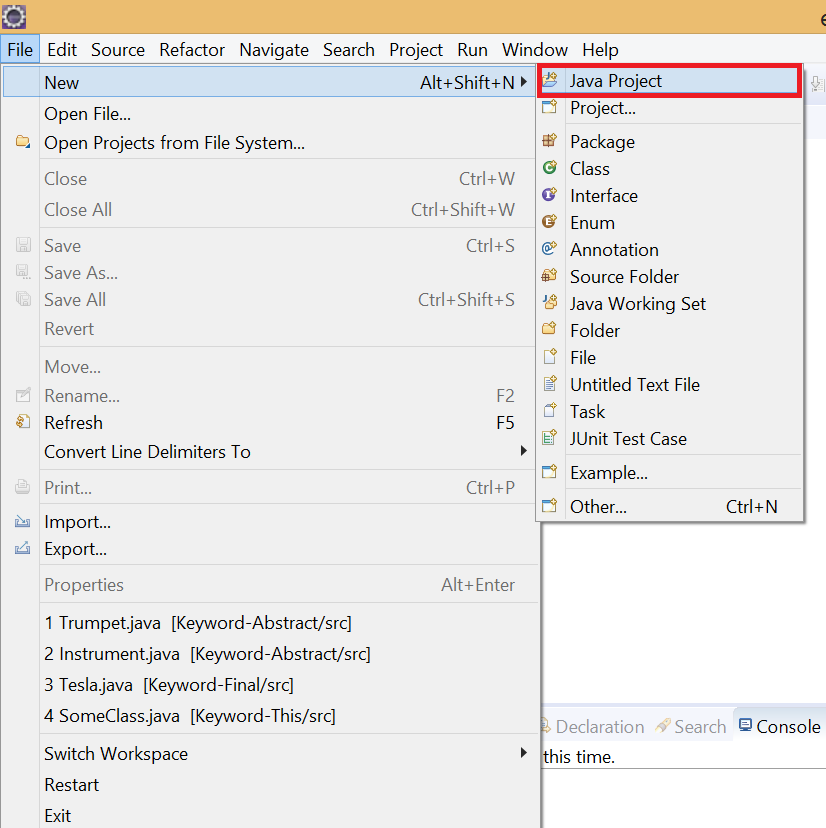 File Edit Source Refactor Navigate Search Project Run Window Help
New Alt+Shift+N
Open File...
Open Projects from File System...
Close Ctrl+W
Close All Ctrl+Shift+W
Save Ctrl+S
Save As...
Save All Ctrl+Shift+S
Revert
Move...
Rename... F2
Refresh F5
Convert Line Delimiters To
Print... Ctrl+P
Import...
Export...
Properties Alt+Enter
1 Trumpet.java [Keyword-Abstract/src]
2 Instrument.java [Keyword-Abstract/src]
3 Tesla.java [Keyword-Final/src]
4 SomeClass.java [Keyword-This/src]
Switch Workspace
Restart
Exit
Java Project
Project...
Package
Class
Interface
Enum
Annotation
Source Folder
Java Working Set
Folder
File
Untitled Text File
Task
JUnit Test Case
Example...
Other... Ctrl+N
Declaration Search Console
this time.